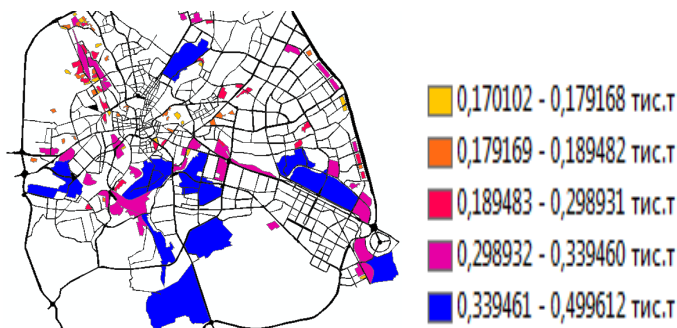 0,170102 - 0,179168 тис.т
0,179169 - 0,189482 тис.т
0,189483 - 0,298931 тис.т
0,298932 - 0,339460 тис.т
0,339461 - 0,499612 тис.т